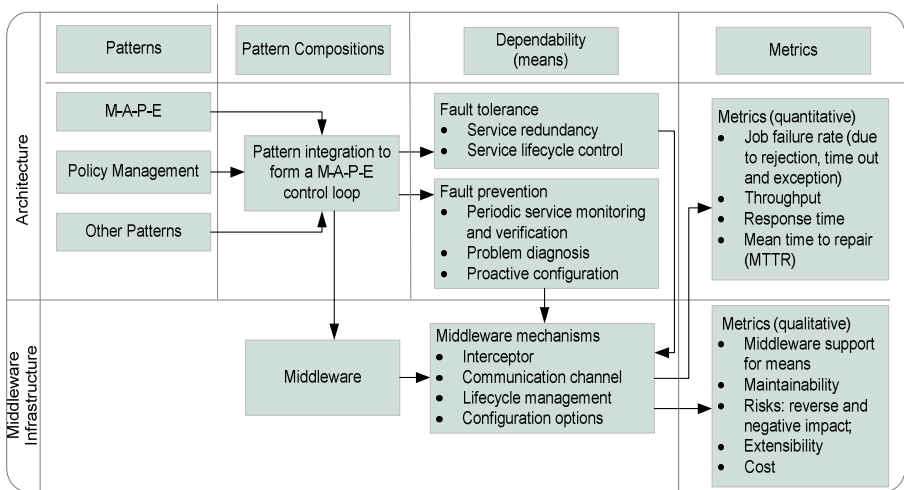 Patterns
Pattern Compositions
Dependability
(means)
Metrics
Architecture
M-A-P-E
Policy Management
Other Patterns
Pattern integration to
form a M-A-P-E
control loop
Fault tolerance
• Service redundancy
• Service lifecycle control
Fault prevention
• Periodic service monitoring
and verification
• Problem diagnosis
• Proactive configuration
Metrics (quantitative)
• Job failure rate (due
to rejection, time out
and exception)
• Throughput
• Response time
• Mean time to repair
(MTTR)
Middleware
Infrastructure
Middleware
Middleware mechanisms
• Interceptor
• Communication channel
• Lifecycle management
• Configuration options
Metrics (qualitative)
• Middleware support
for means
• Maintainability
• Risks: reverse and
negative impact;
• Extensibility
• Cost